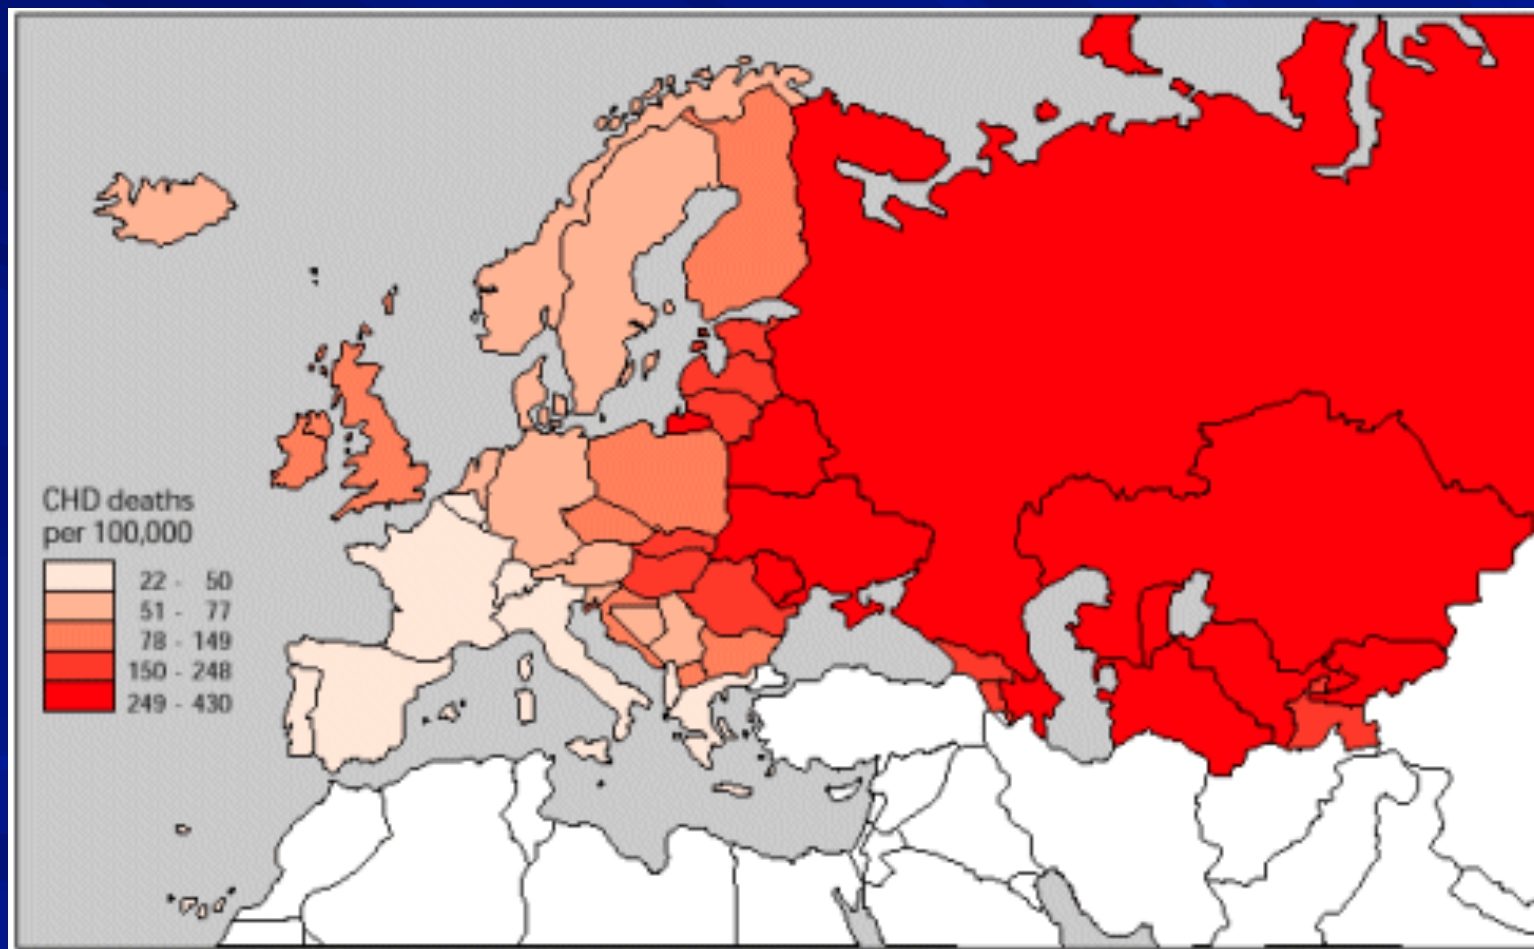 CHD deaths
per 100,000
22 - 50
51 - 77
78 - 149
150 - 248
249 - 430